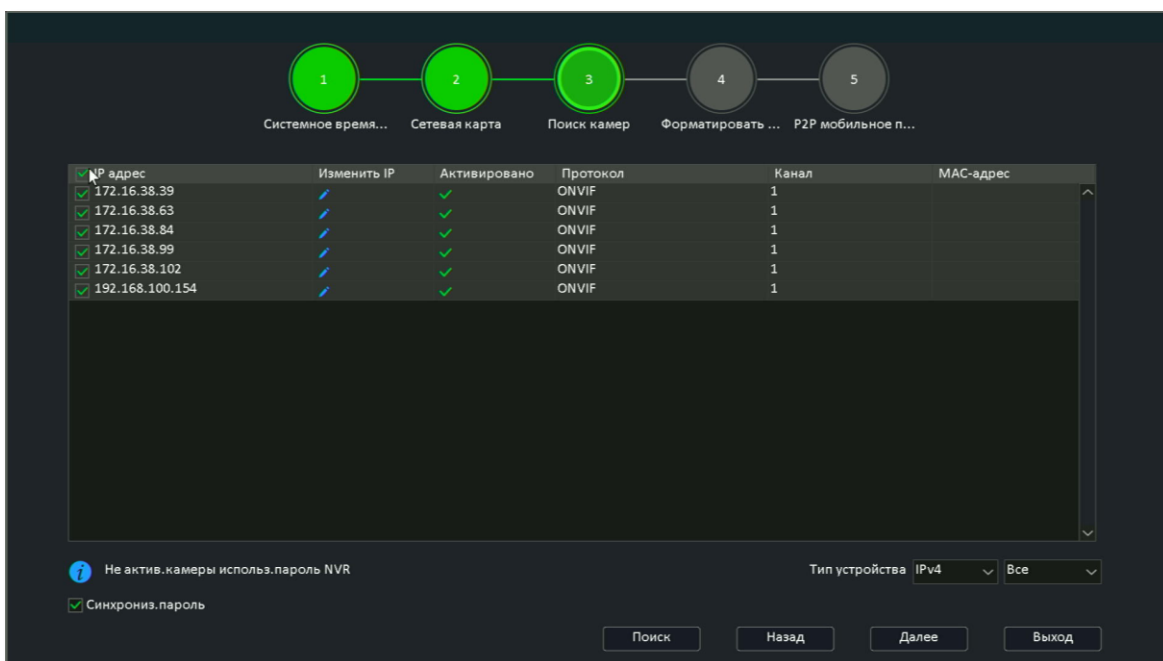 1 2 3 4 5
Системное время... Сетевая карта Поиск камер Форматировать ... P2P мобильное п...
IP адрес Изменить IP Активировано Протокол Канал MAC-адрес
172.16.38.39 ONVIF 1
172.16.38.63 ONVIF 1
172.16.38.84 ONVIF 1
172.16.38.99 ONVIF 1
172.16.38.102 ONVIF 1
192.168.100.154 ONVIF 1
i Не актив.камеры использ.пароль NVR Тип устройства IPv4 Все
Синхрониз.пароль
Поиск Назад Далее Выход